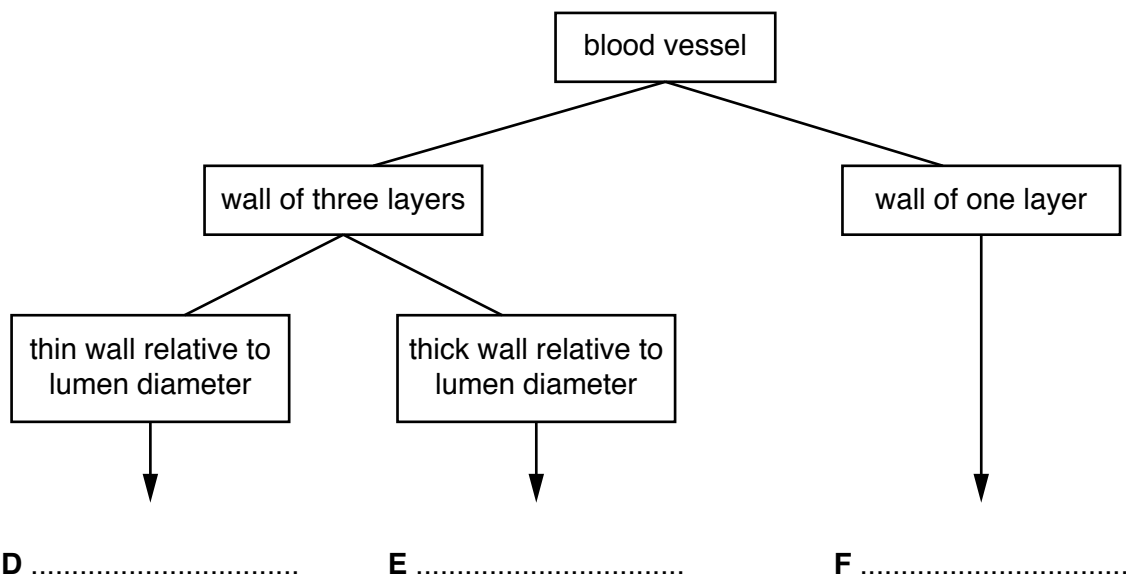 blood vessel
wall of three layers
wall of one layer
thin wall relative to
lumen diameter
thick wall relative to
lumen diameter
D .................................
E .................................
F .................................